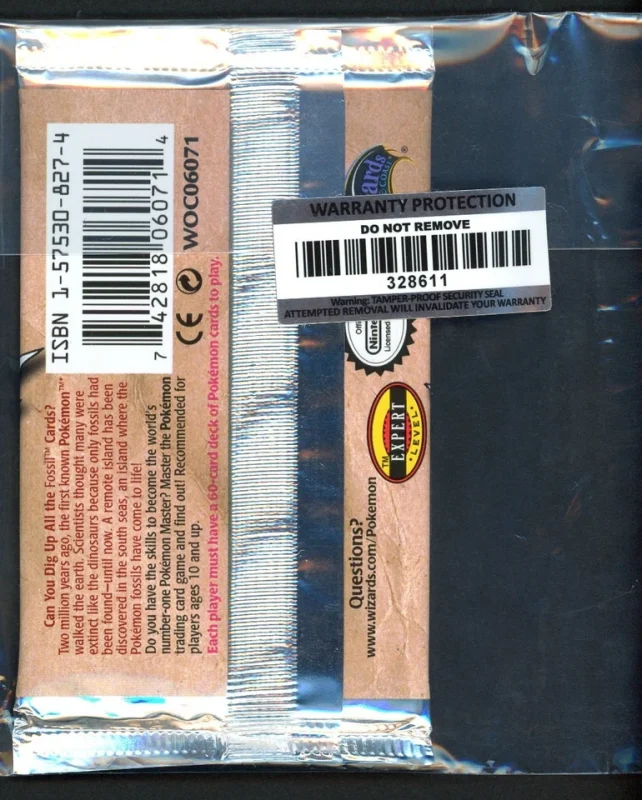 ISBN 1-57530-827-4
7 42818 06071 4
CE
WOC06071
Can You Dig Up All the Fossil™ Cards?
Two million years ago, the first known Pokémon™
walked the earth. Scientists thought many were
extinct like the dinosaurs because only fossils had
been found—until now. A remote island has been
discovered in the south seas, an island where the
Pokémon fossils have come to life!
Do you have the skills to become the world's
number-one Pokémon Master? Master the Pokémon
trading card game and find out! Recommended for
players ages 10 and up.
Each player must have a 60-card deck of Pokémon cards to play.
ards
®
WARRANTY PROTECTION
DO NOT REMOVE
328611
Warning: TAMPER-PROOF SECURITY SEAL
ATTEMPTED REMOVAL WILL INVALIDATE YOUR WARRANTY
Licensed
TM
EXPERT
LEVEL
Questions?
www.wizards.com/Pokemon